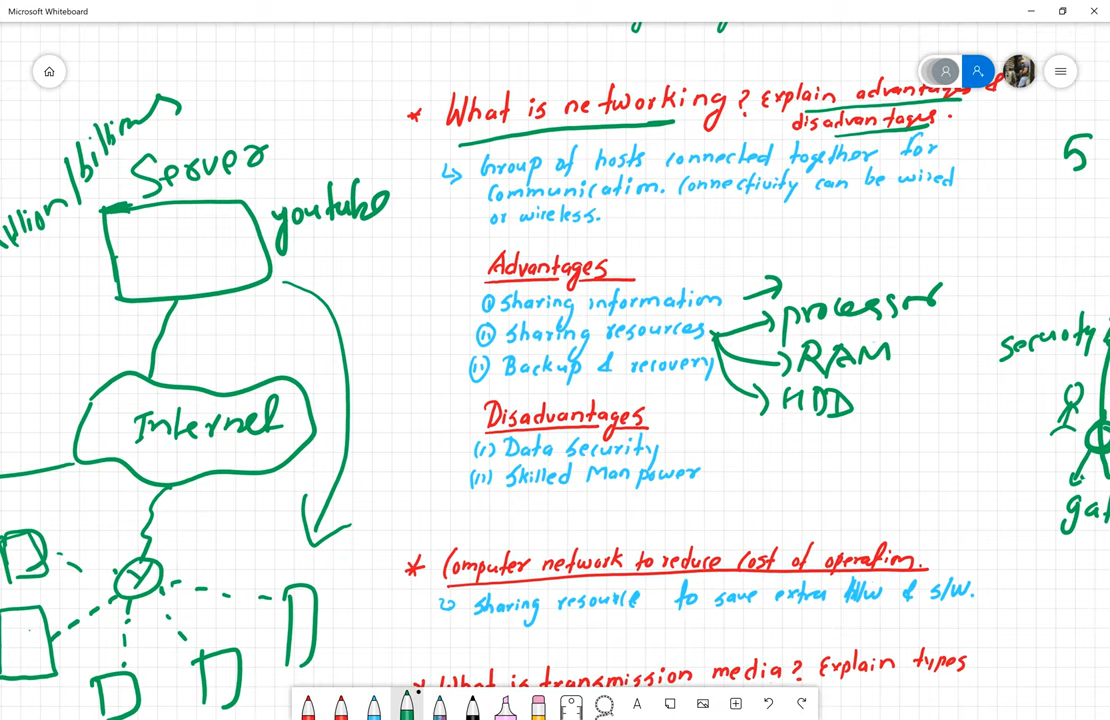 Microsoft Whiteboard
* What is networking? Explain advantages &
disadvantages.
↳ Group of hosts connected together for
communication. Connectivity can be wired
or wireless.
Advantages
(i) Sharing information
(ii) Sharing resources
(ii) Backup & recovery
Disadvantages
(i) Data Security
(ii) Skilled Man power
* Computer network to reduce cost of operation.
↳ Sharing resource to save extra H/w & S/W.
* What is transmission media? Explain types
/billions
Server
youtube
Internet
processor
RAM
HDD
5
security